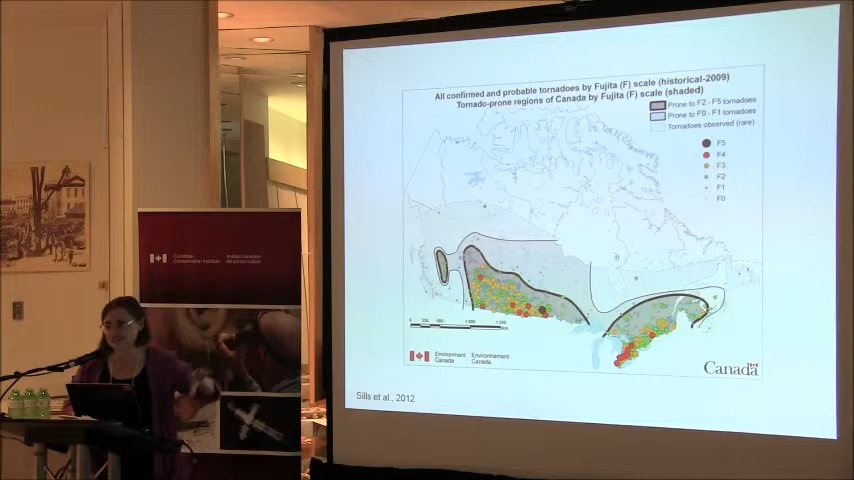 All confirmed and probable tornadoes by Fujita (F) scale (historical-2009)
Tornado-prone regions of Canada by Fujita (F) scale (shaded)
Prone to F2 - F5 tornadoes
Prone to F0 - F1 tornadoes
Tornadoes observed (rare)
F5
F4
F3
F2
F1
F0
Canadian
Conservation Institute
Institut canadien
de conservation
Environment
Canada
Environnement
Canada
Canada
Sills et al., 2012